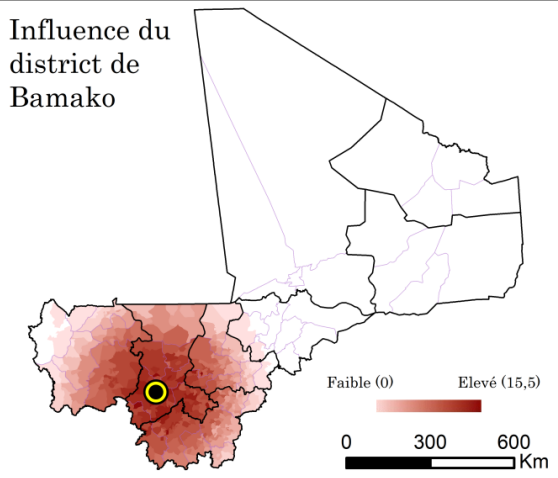 Influence du
district de
Bamako
Faible (0) Elevé (15,5)
0 300 600
Km